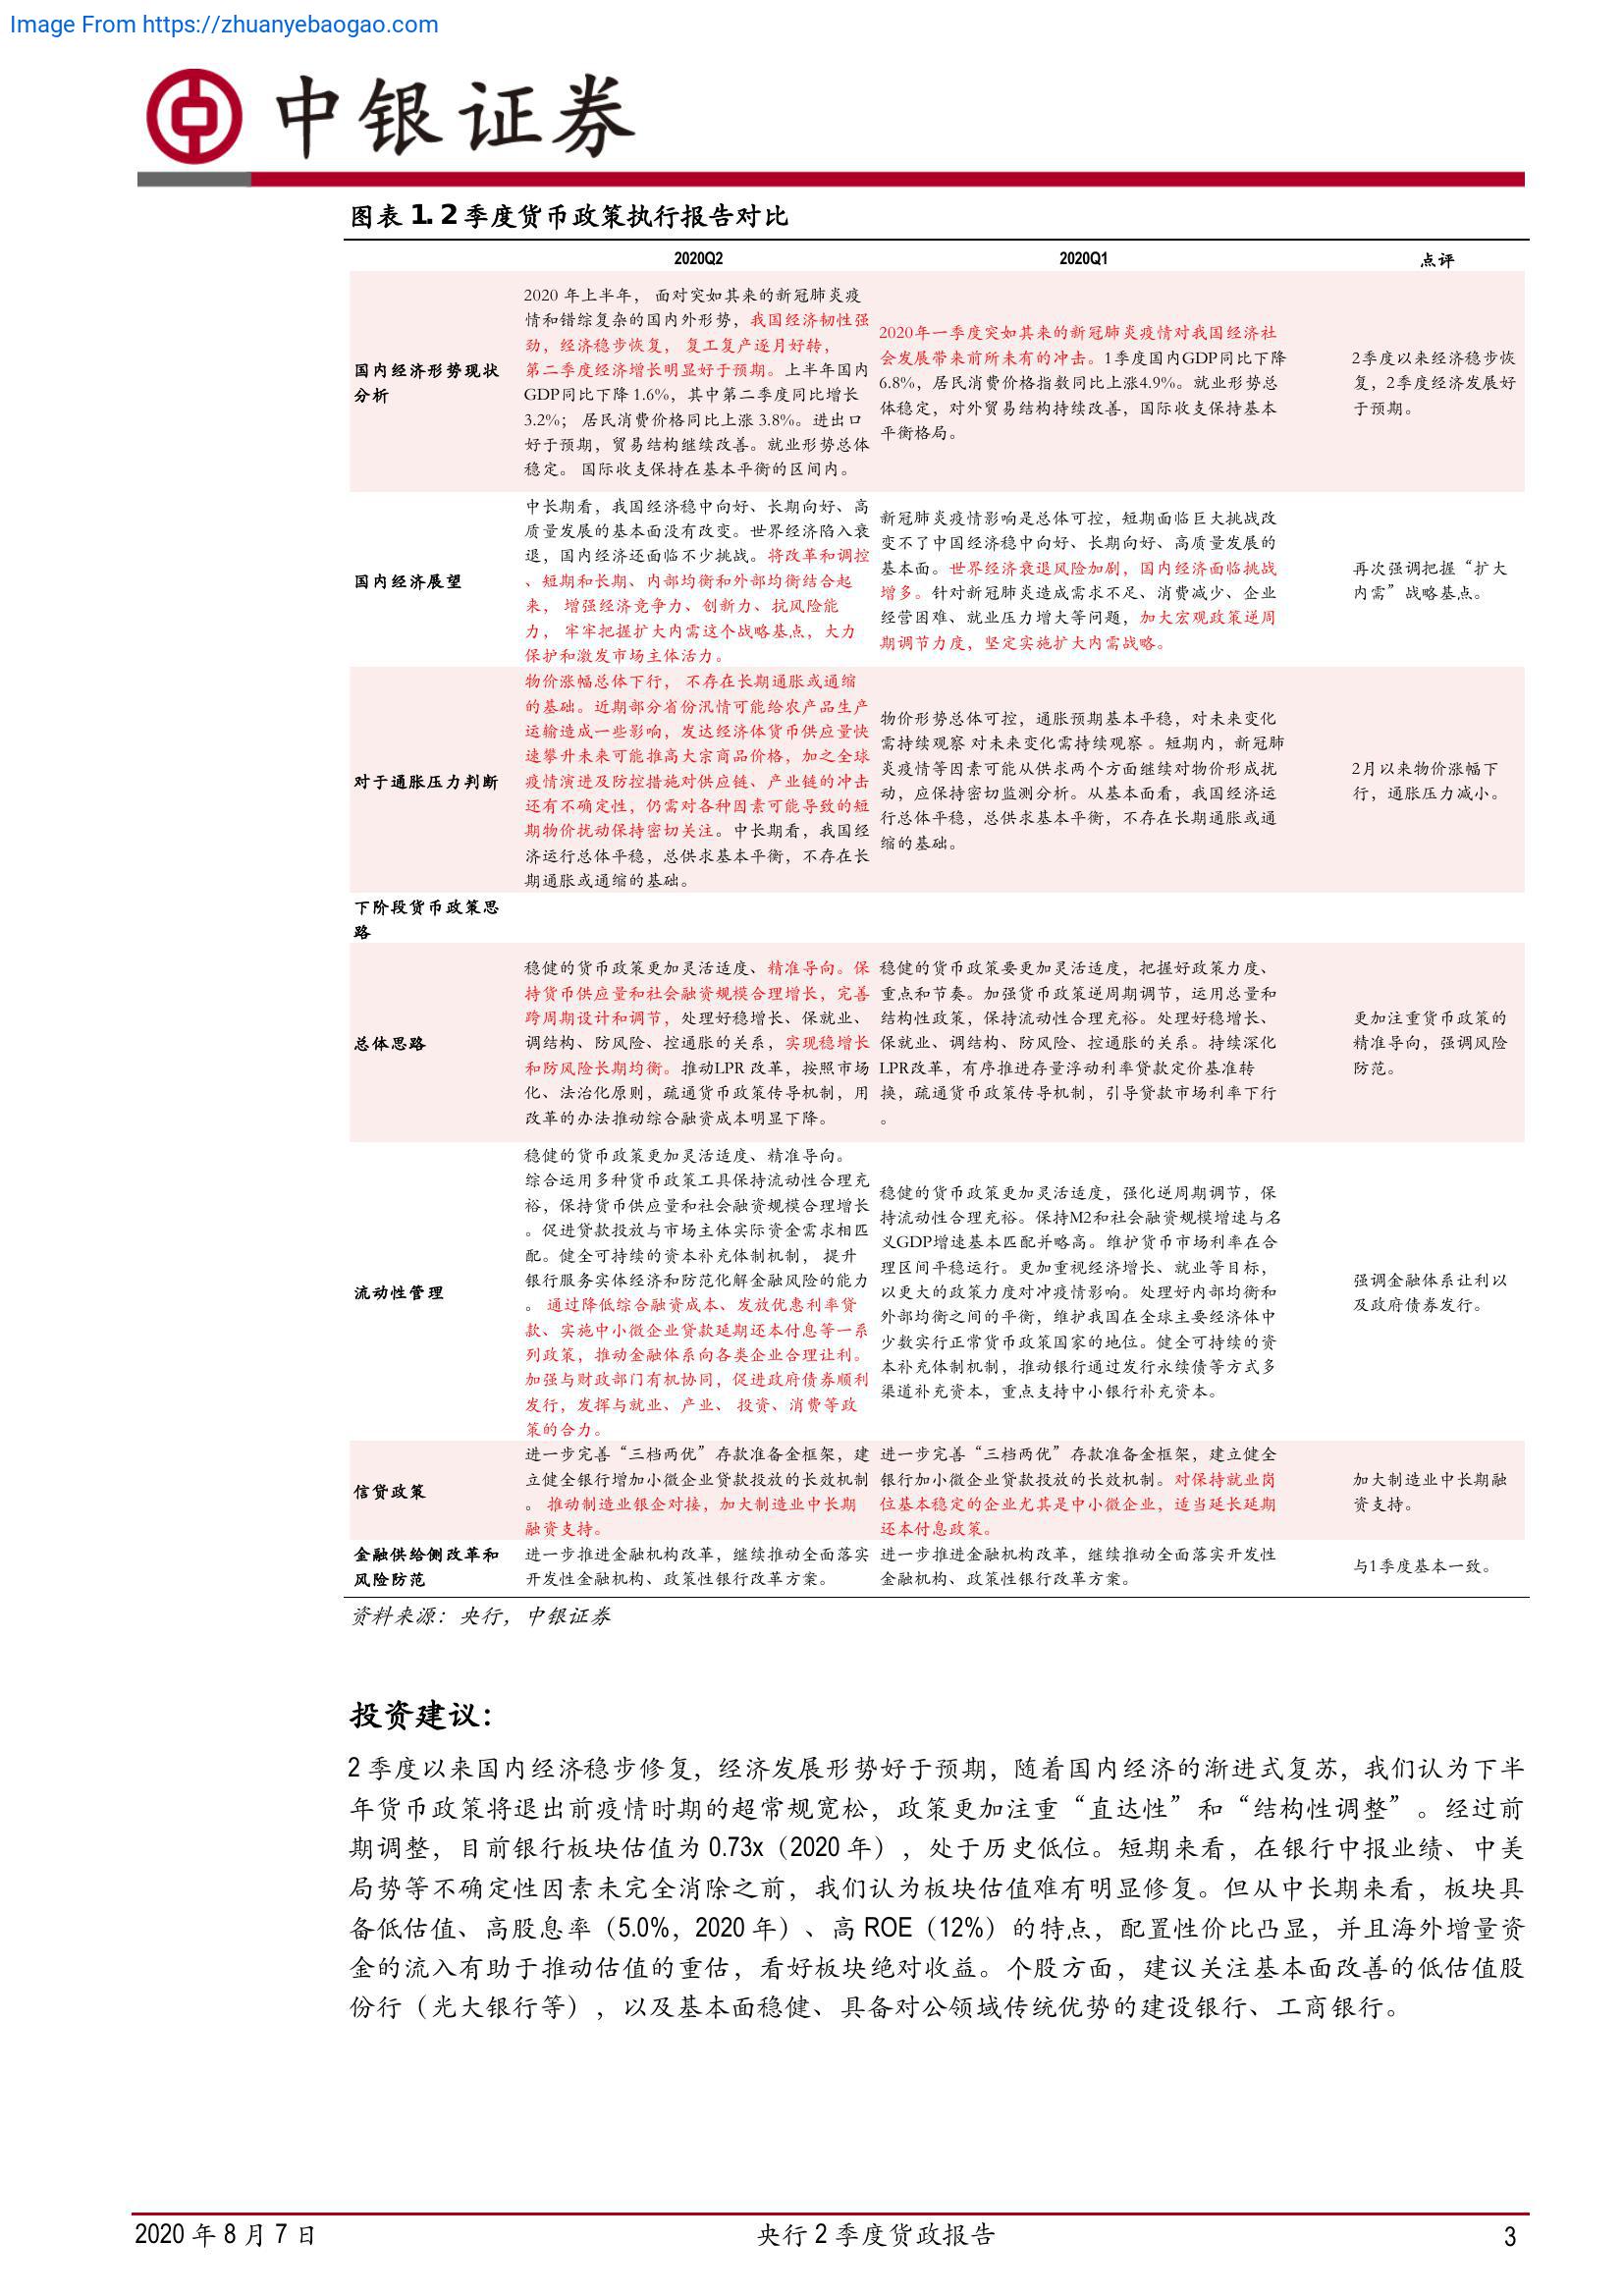 Image From https://zhuanyebaogao.com
中银证券
图表 1. 2 季度货币政策执行报告对比
2020Q2
2020Q1
点评
国内经济形势现状
分析
2020 年上半年， 面对突如其来的新冠肺炎疫
情和错综复杂的国内外形势，我国经济韧性强
劲，经济稳步恢复， 复工复产逐月好转，
第二季度经济增长明显好于预期。上半年国内
GDP同比下降 1.6%，其中第二季度同比增长
3.2%； 居民消费价格同比上涨 3.8%。进出口
好于预期，贸易结构继续改善。就业形势总体
稳定。 国际收支保持在基本平衡的区间内。
2020年一季度突如其来的新冠肺炎疫情对我国经济社
会发展带来前所未有的冲击。1季度国内GDP同比下降
6.8%，居民消费价格指数同比上涨4.9%。就业形势总
体稳定，对外贸易结构持续改善，国际收支保持基本
平衡格局。
2季度以来经济稳步恢
复，2季度经济发展好
于预期。
国内经济展望
中长期看，我国经济稳中向好、长期向好、高
质量发展的基本面没有改变。世界经济陷入衰
退，国内经济还面临不少挑战。将改革和调控
、短期和长期、内部均衡和外部均衡结合起
来， 增强经济竞争力、创新力、抗风险能
力， 牢牢把握扩大内需这个战略基点，大力
保护和激发市场主体活力。
新冠肺炎疫情影响是总体可控，短期面临巨大挑战改
变不了中国经济稳中向好、长期向好、高质量发展的
基本面。世界经济衰退风险加剧，国内经济面临挑战
增多。针对新冠肺炎造成需求不足、消费减少、企业
经营困难、就业压力增大等问题，加大宏观政策逆周
期调节力度，坚定实施扩大内需战略。
再次强调把握“扩大
内需”战略基点。
对于通胀压力判断
物价涨幅总体下行， 不存在长期通胀或通缩
的基础。近期部分省份汛情可能给农产品生产
运输造成一些影响，发达经济体货币供应量快
速攀升未来可能推高大宗商品价格，加之全球
疫情演进及防控措施对供应链、产业链的冲击
还有不确定性，仍需对各种因素可能导致的短
期物价扰动保持密切关注。中长期看，我国经
济运行总体平稳，总供求基本平衡，不存在长
期通胀或通缩的基础。
物价形势总体可控，通胀预期基本平稳，对未来变化
需持续观察 对未来变化需持续观察 。短期内，新冠肺
炎疫情等因素可能从供求两个方面继续对物价形成扰
动，应保持密切监测分析。从基本面看，我国经济运
行总体平稳，总供求基本平衡，不存在长期通胀或通
缩的基础。
2月以来物价涨幅下
行，通胀压力减小。
下阶段货币政策思
路
总体思路
稳健的货币政策更加灵活适度、精准导向。保
持货币供应量和社会融资规模合理增长，完善
跨周期设计和调节，处理好稳增长、保就业、
调结构、防风险、控通胀的关系，实现稳增长
和防风险长期均衡。推动LPR 改革，按照市场
化、法治化原则，疏通货币政策传导机制，用
改革的办法推动综合融资成本明显下降。
稳健的货币政策要更加灵活适度，把握好政策力度、
重点和节奏。加强货币政策逆周期调节，运用总量和
结构性政策，保持流动性合理充裕。处理好稳增长、
保就业、调结构、防风险、控通胀的关系。持续深化
LPR改革，有序推进存量浮动利率贷款定价基准转
换，疏通货币政策传导机制，引导贷款市场利率下行
。
更加注重货币政策的
精准导向，强调风险
防范。
流动性管理
稳健的货币政策更加灵活适度、精准导向。
综合运用多种货币政策工具保持流动性合理充
裕，保持货币供应量和社会融资规模合理增长
。促进贷款投放与市场主体实际资金需求相匹
配。健全可持续的资本补充体制机制， 提升
银行服务实体经济和防范化解金融风险的能力
。 通过降低综合融资成本、发放优惠利率贷
款、实施中小微企业贷款延期还本付息等一系
列政策，推动金融体系向各类企业合理让利。
加强与财政部门有机协同，促进政府债券顺利
发行，发挥与就业、产业、 投资、消费等政
策的合力。
稳健的货币政策更加灵活适度，强化逆周期调节，保
持流动性合理充裕。保持M2和社会融资规模增速与名
义GDP增速基本匹配并略高。维护货币市场利率在合
理区间平稳运行。更加重视经济增长、就业等目标，
以更大的政策力度对冲疫情影响。处理好内部均衡和
外部均衡之间的平衡，维护我国在全球主要经济体中
少数实行正常货币政策国家的地位。健全可持续的资
本补充体制机制，推动银行通过发行永续债等方式多
渠道补充资本，重点支持中小银行补充资本。
强调金融体系让利以
及政府债券发行。
信贷政策
进一步完善“三档两优”存款准备金框架，建
立健全银行增加小微企业贷款投放的长效机制
。 推动制造业银企对接，加大制造业中长期
融资支持。
进一步完善“三档两优”存款准备金框架，建立健全
银行加小微企业贷款投放的长效机制。对保持就业岗
位基本稳定的企业尤其是中小微企业，适当延长延期
还本付息政策。
加大制造业中长期融
资支持。
金融供给侧改革和
风险防范
进一步推进金融机构改革，继续推动全面落实
开发性金融机构、政策性银行改革方案。
进一步推进金融机构改革，继续推动全面落实开发性
金融机构、政策性银行改革方案。
与1季度基本一致。
资料来源：央行，中银证券
投资建议：
2 季度以来国内经济稳步修复，经济发展形势好于预期，随着国内经济的渐进式复苏，我们认为下半
年货币政策将退出前疫情时期的超常规宽松，政策更加注重“直达性”和“结构性调整”。经过前
期调整，目前银行板块估值为 0.73x（2020 年），处于历史低位。短期来看，在银行中报业绩、中美
局势等不确定性因素未完全消除之前，我们认为板块估值难有明显修复。但从中长期来看，板块具
备低估值、高股息率（5.0%，2020 年）、高 ROE（12%）的特点，配置性价比凸显，并且海外增量资
金的流入有助于推动估值的重估，看好板块绝对收益。个股方面，建议关注基本面改善的低估值股
份行（光大银行等），以及基本面稳健、具备对公领域传统优势的建设银行、工商银行。
2020 年 8 月 7 日
央行 2 季度货政报告
3